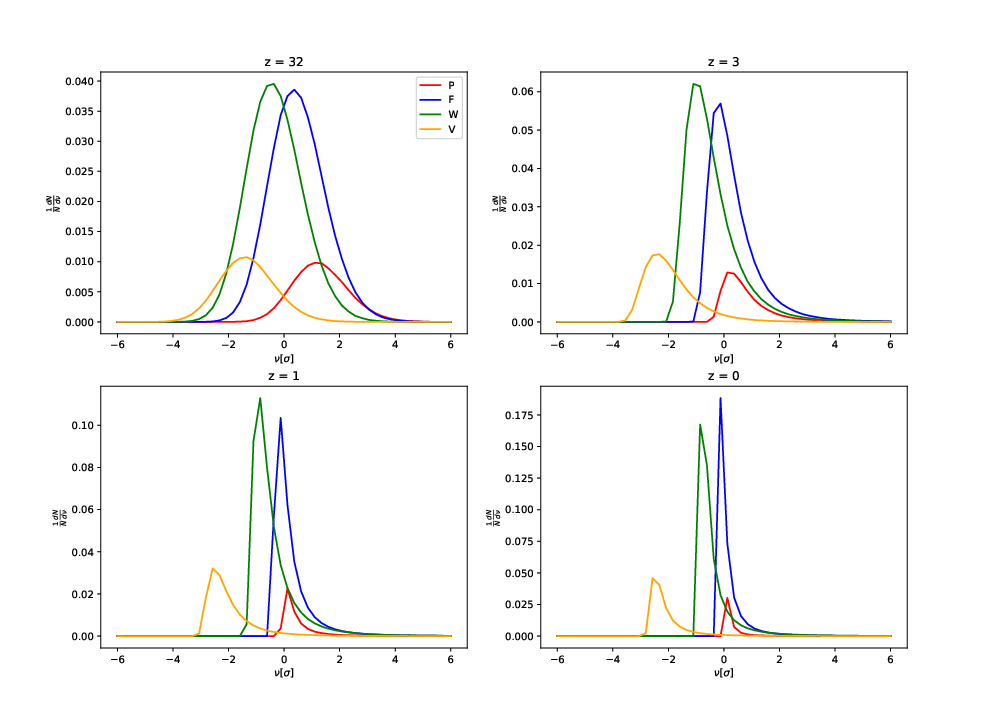 z = 32
0.040
0.035
0.030
0.025
0.020
0.015
0.010
0.005
0.000
1/N dN/dν
−6 −4 −2 0 2 4 6
ν[σ]
P
F
W
V
z = 3
0.06
0.05
0.04
0.03
0.02
0.01
0.00
1/N dN/dν
−6 −4 −2 0 2 4 6
ν[σ]
z = 1
0.10
0.08
0.06
0.04
0.02
0.00
1/N dN/dν
−6 −4 −2 0 2 4 6
ν[σ]
z = 0
0.175
0.150
0.125
0.100
0.075
0.050
0.025
0.000
1/N dN/dν
−6 −4 −2 0 2 4 6
ν[σ]